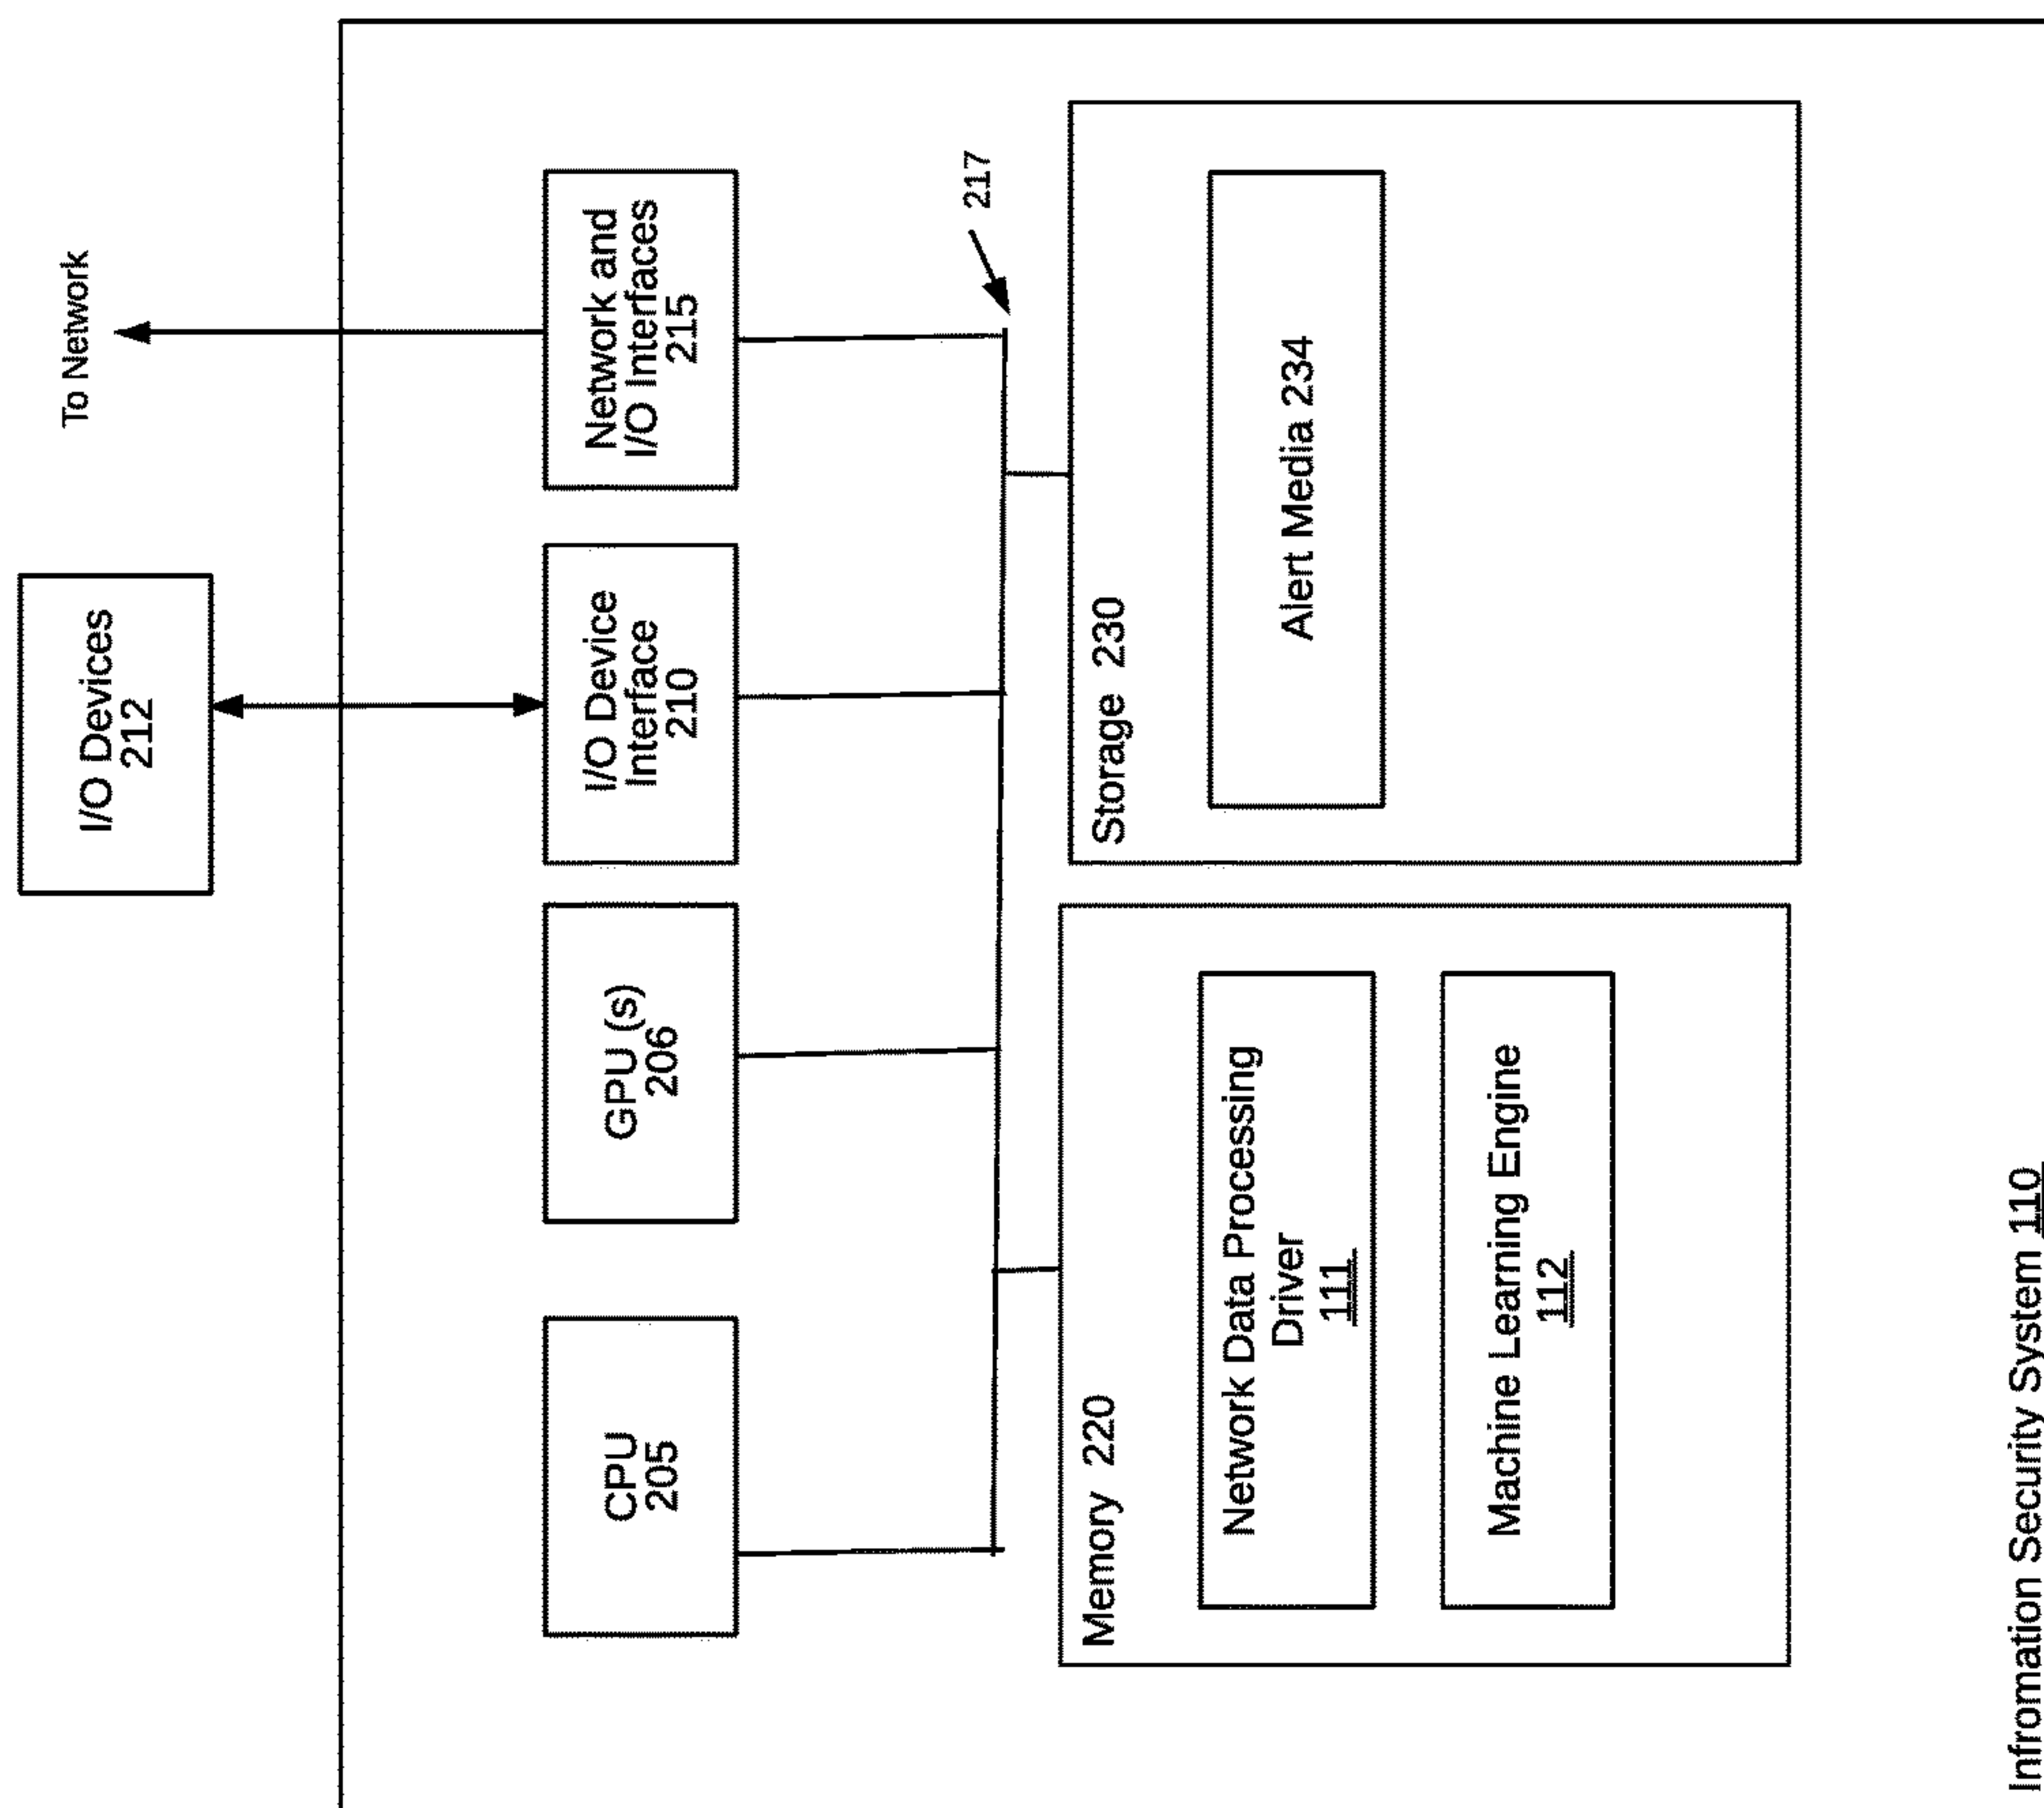 I/O Devices
212
To Network
CPU
205
GPU (s)
206
I/O Device
Interface
210
Network and
I/O Interfaces
215
217
Memory 220
Network Data Processing
Driver
111
Machine Learning Engine
112
Storage 230
Alert Media 234
Infromation Security System 110